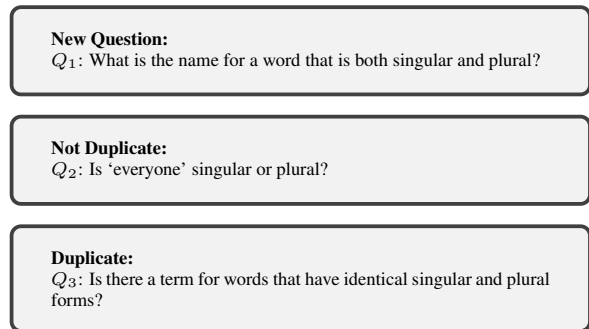 New Question:
Q1: What is the name for a word that is both singular and plural?
Not Duplicate:
Q2: Is ‘everyone’ singular or plural?
Duplicate:
Q3: Is there a term for words that have identical singular and plural
forms?